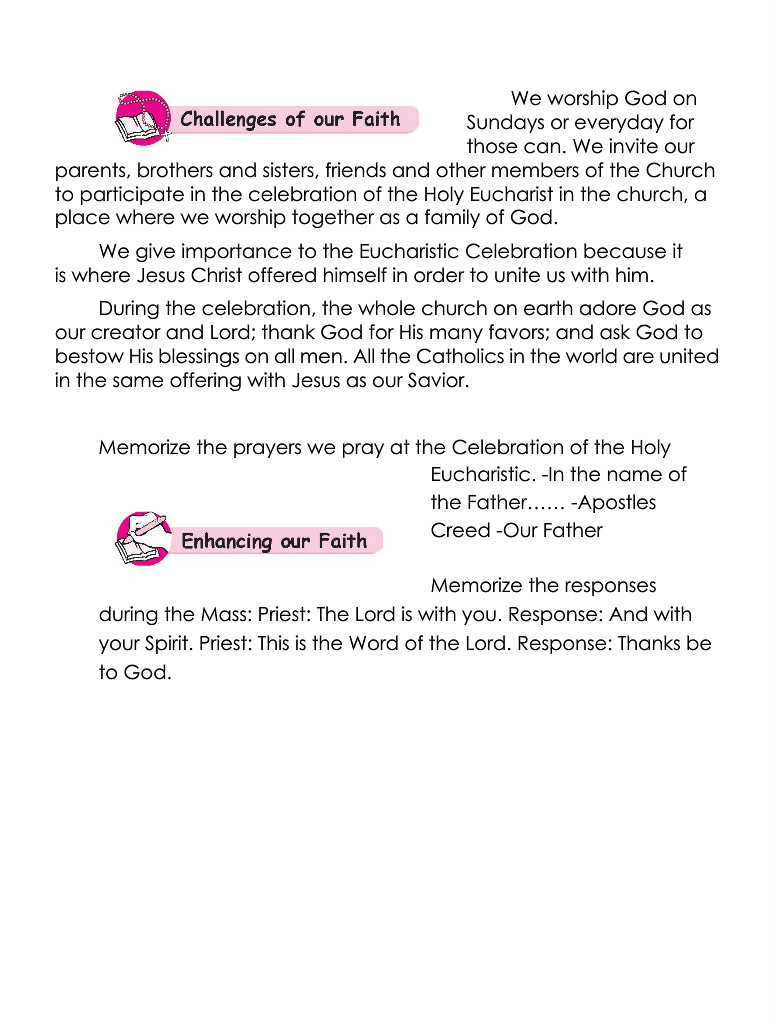 Challenges of our Faith
We worship God on
Sundays or everyday for
those can. We invite our
parents, brothers and sisters, friends and other members of the Church
to participate in the celebration of the Holy Eucharist in the church, a
place where we worship together as a family of God.
We give importance to the Eucharistic Celebration because it
is where Jesus Christ offered himself in order to unite us with him.
During the celebration, the whole church on earth adore God as
our creator and Lord; thank God for His many favors; and ask God to
bestow His blessings on all men. All the Catholics in the world are united
in the same offering with Jesus as our Savior.
Memorize the prayers we pray at the Celebration of the Holy
Eucharistic. -In the name of
the Father…… -Apostles
Creed -Our Father
Enhancing our Faith
Memorize the responses
during the Mass: Priest: The Lord is with you. Response: And with
your Spirit. Priest: This is the Word of the Lord. Response: Thanks be
to God.